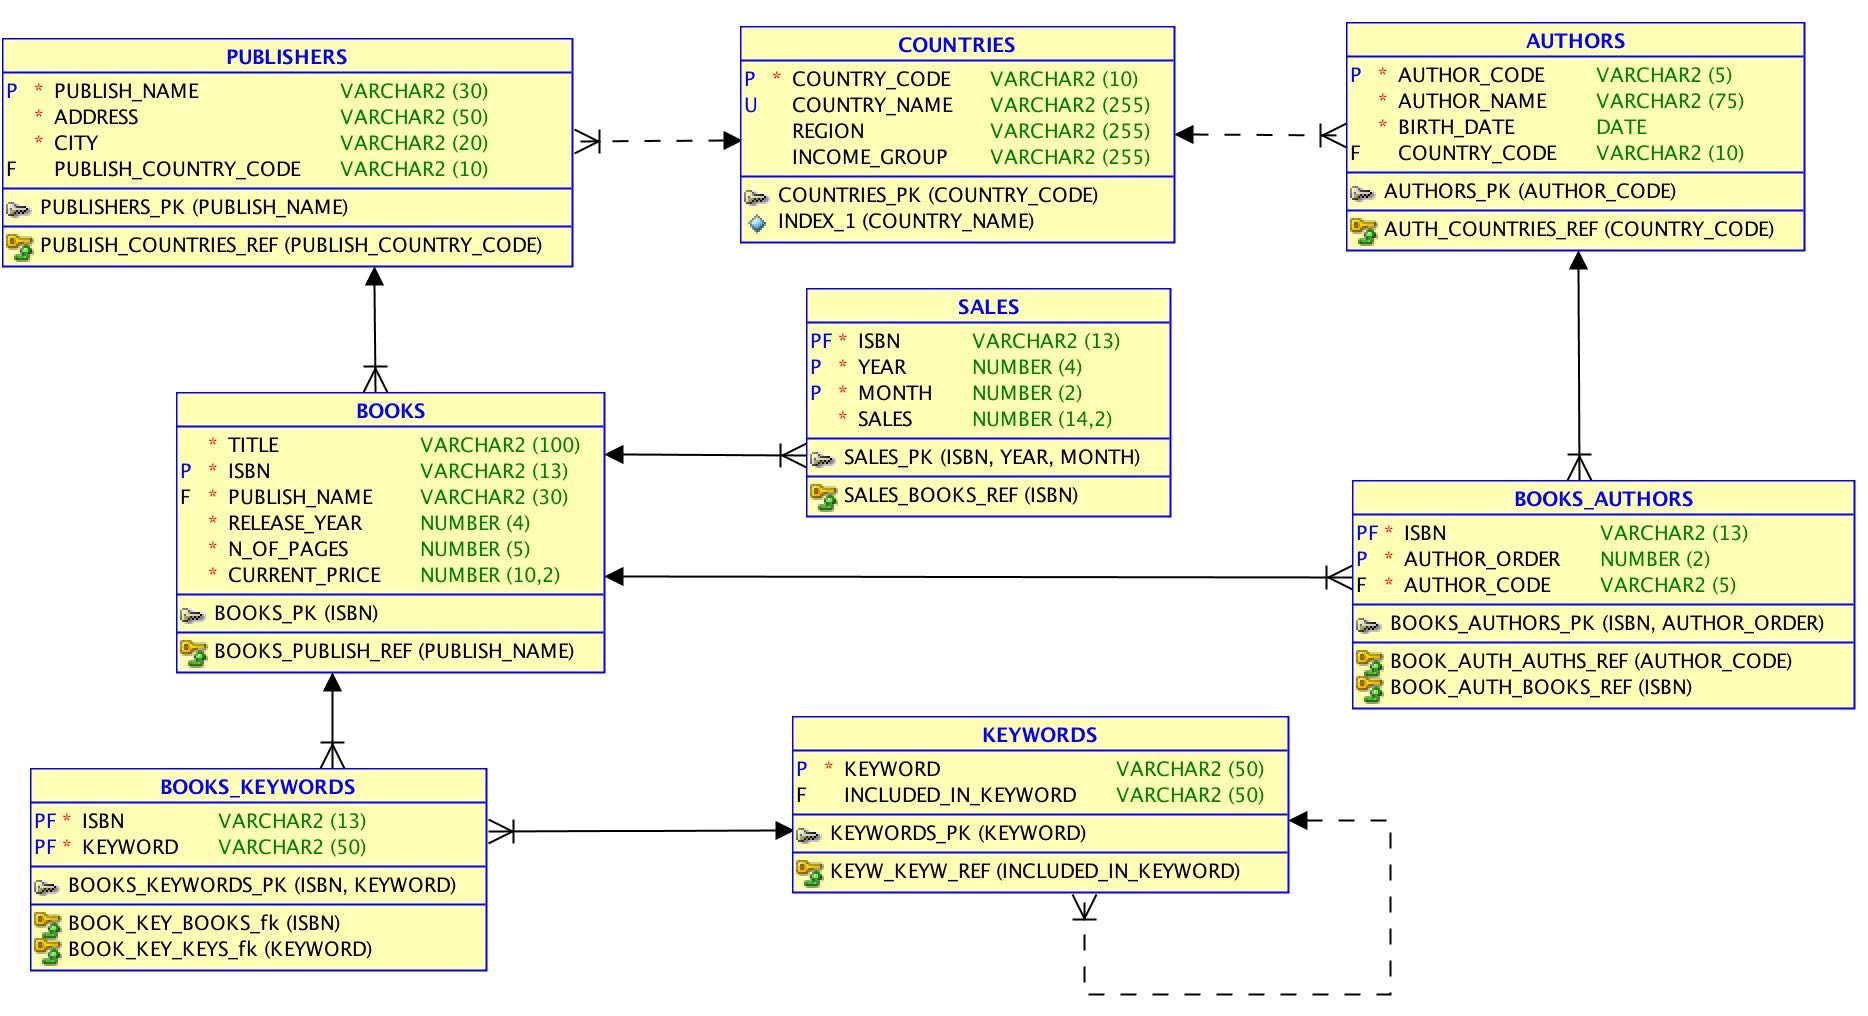 PUBLISHERS
P * PUBLISH_NAME VARCHAR2 (30)
* ADDRESS VARCHAR2 (50)
* CITY VARCHAR2 (20)
F PUBLISH_COUNTRY_CODE VARCHAR2 (10)
PUBLISHERS_PK (PUBLISH_NAME)
PUBLISH_COUNTRIES_REF (PUBLISH_COUNTRY_CODE)
COUNTRIES
P * COUNTRY_CODE VARCHAR2 (10)
U COUNTRY_NAME VARCHAR2 (255)
REGION VARCHAR2 (255)
INCOME_GROUP VARCHAR2 (255)
COUNTRIES_PK (COUNTRY_CODE)
INDEX_1 (COUNTRY_NAME)
AUTHORS
P * AUTHOR_CODE VARCHAR2 (5)
* AUTHOR_NAME VARCHAR2 (75)
* BIRTH_DATE DATE
F COUNTRY_CODE VARCHAR2 (10)
AUTHORS_PK (AUTHOR_CODE)
AUTH_COUNTRIES_REF (COUNTRY_CODE)
SALES
PF * ISBN VARCHAR2 (13)
P * YEAR NUMBER (4)
P * MONTH NUMBER (2)
* SALES NUMBER (14,2)
SALES_PK (ISBN, YEAR, MONTH)
SALES_BOOKS_REF (ISBN)
BOOKS
* TITLE VARCHAR2 (100)
P * ISBN VARCHAR2 (13)
F * PUBLISH_NAME VARCHAR2 (30)
* RELEASE_YEAR NUMBER (4)
* N_OF_PAGES NUMBER (5)
* CURRENT_PRICE NUMBER (10,2)
BOOKS_PK (ISBN)
BOOKS_PUBLISH_REF (PUBLISH_NAME)
BOOKS_AUTHORS
PF * ISBN VARCHAR2 (13)
P * AUTHOR_ORDER NUMBER (2)
F * AUTHOR_CODE VARCHAR2 (5)
BOOKS_AUTHORS_PK (ISBN, AUTHOR_ORDER)
BOOK_AUTH_AUTHS_REF (AUTHOR_CODE)
BOOK_AUTH_BOOKS_REF (ISBN)
BOOKS_KEYWORDS
PF * ISBN VARCHAR2 (13)
PF * KEYWORD VARCHAR2 (50)
BOOKS_KEYWORDS_PK (ISBN, KEYWORD)
BOOK_KEY_BOOKS_fk (ISBN)
BOOK_KEY_KEYS_fk (KEYWORD)
KEYWORDS
P * KEYWORD VARCHAR2 (50)
F INCLUDED_IN_KEYWORD VARCHAR2 (50)
KEYWORDS_PK (KEYWORD)
KEYW_KEYW_REF (INCLUDED_IN_KEYWORD)